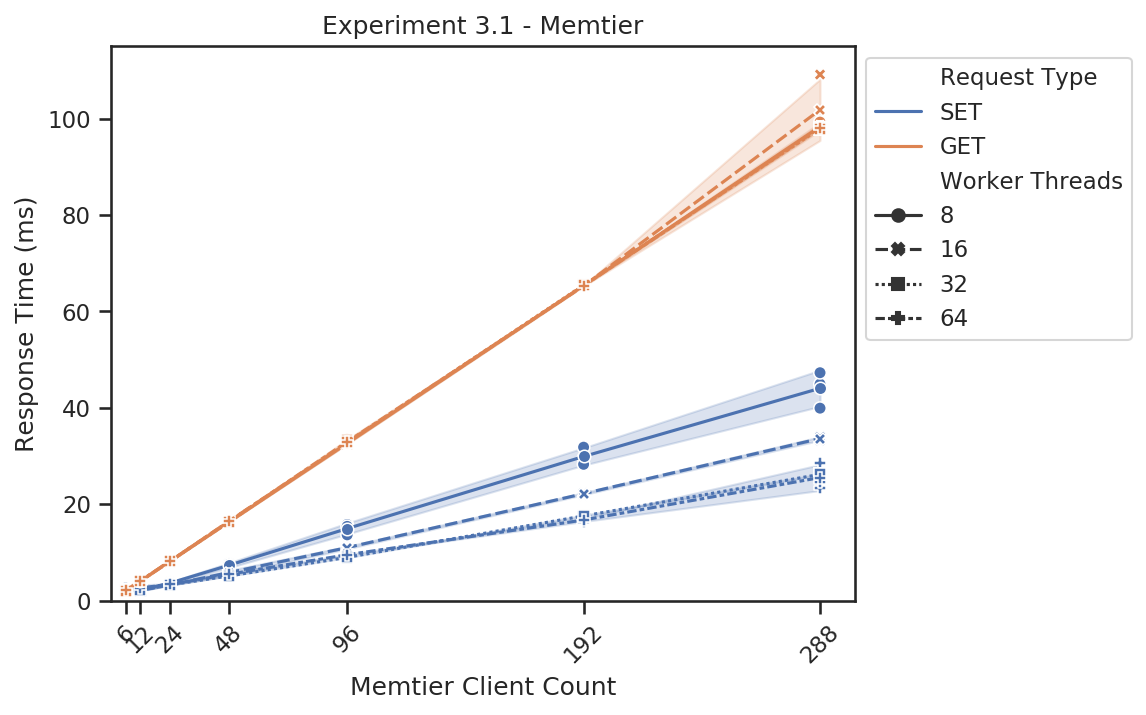 Experiment 3.1 - Memtier
Response Time (ms)
100
80
60
40
20
0
6
12
24
48
96
192
288
Memtier Client Count
Request Type
SET
GET
Worker Threads
8
16
32
64